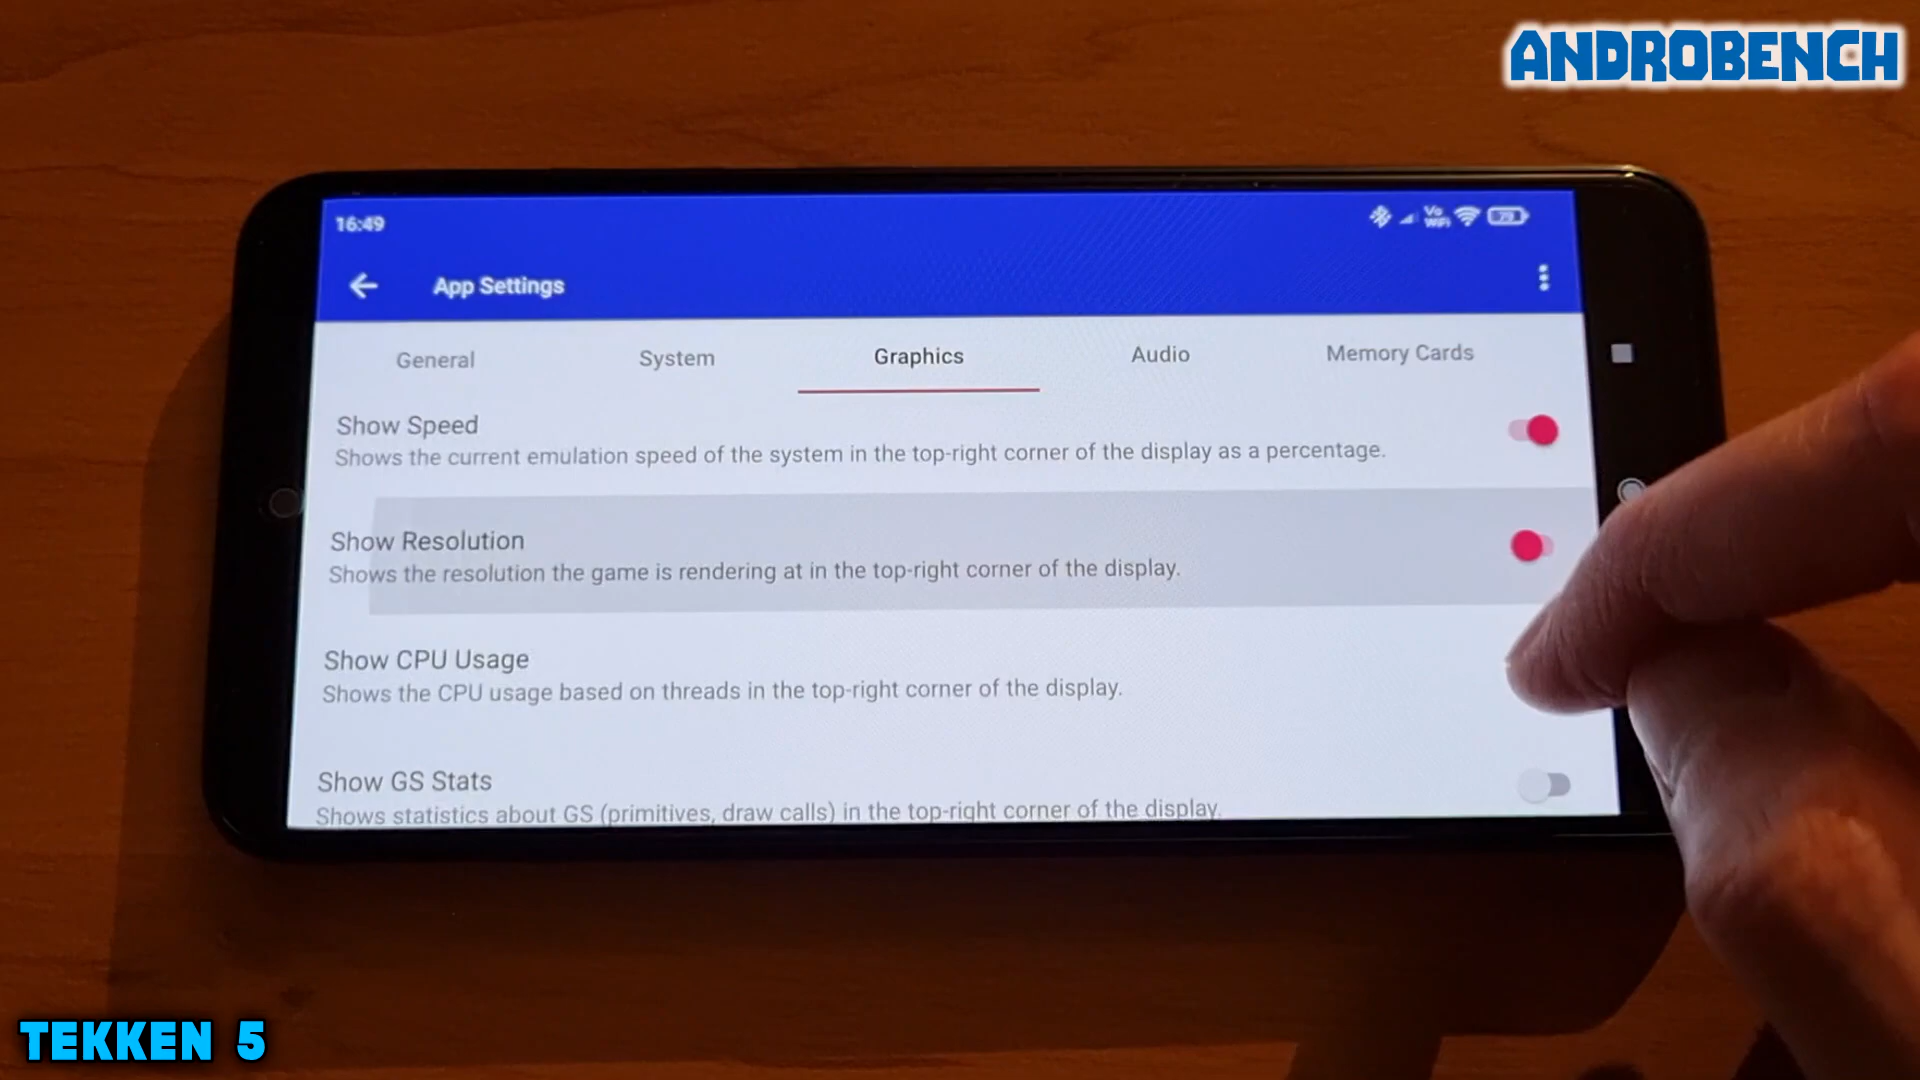 ANDROBENCH
16:49
Vo
WiFi
79
App Settings
General
System
Graphics
Audio
Memory Cards
Show Speed
Shows the current emulation speed of the system in the top-right corner of the display as a percentage.
Show Resolution
Shows the resolution the game is rendering at in the top-right corner of the display.
Show CPU Usage
Shows the CPU usage based on threads in the top-right corner of the display.
Show GS Stats
Shows statistics about GS (primitives, draw calls) in the top-right corner of the display.
TEKKEN 5